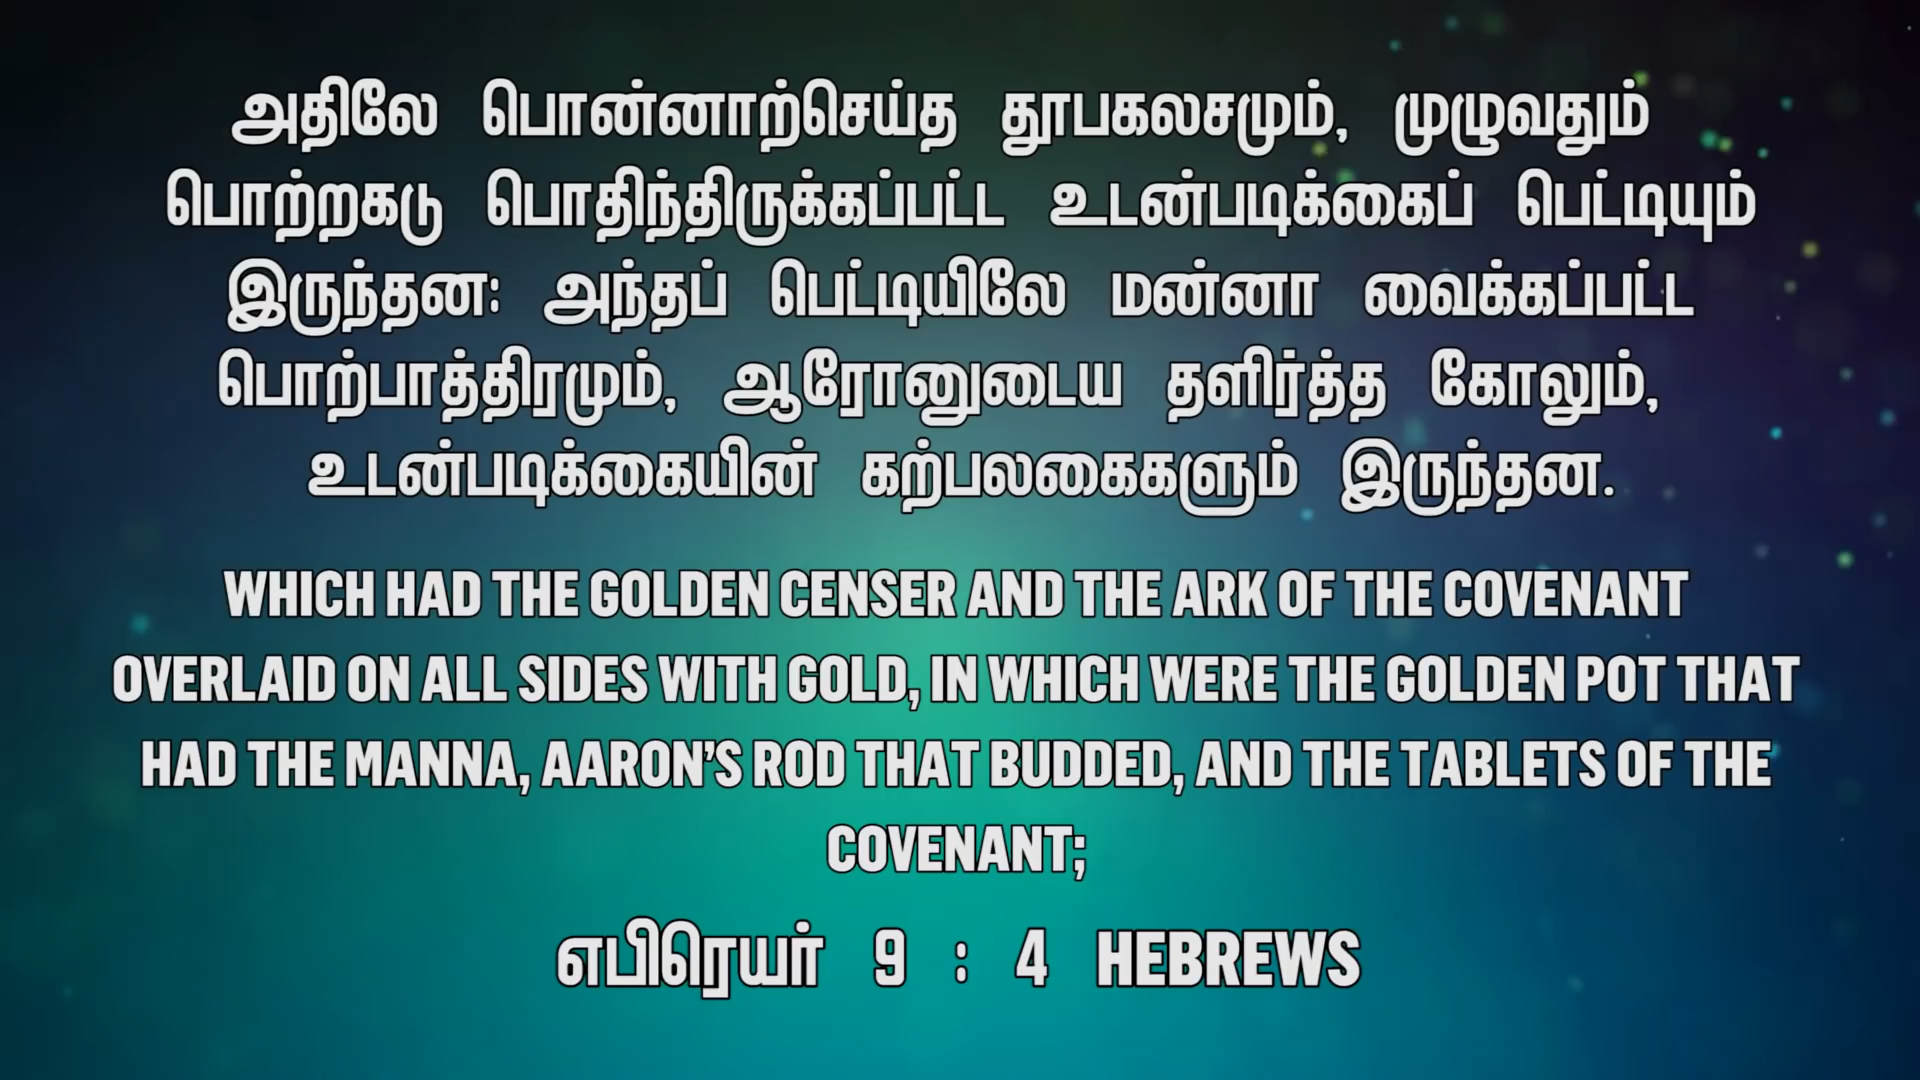 அதிலே பொன்னாற்செய்த தூபகலசமும், முழுவதும்
பொற்றகடு பொதிந்திருக்கப்பட்ட உடன்படிக்கைப் பெட்டியும்
இருந்தன: அந்தப் பெட்டியிலே மன்னா வைக்கப்பட்ட
பொற்பாத்திரமும், ஆரோனுடைய தளிர்த்த கோலும்,
உடன்படிக்கையின் கற்பலகைகளும் இருந்தன.
WHICH HAD THE GOLDEN CENSER AND THE ARK OF THE COVENANT
OVERLAID ON ALL SIDES WITH GOLD, IN WHICH WERE THE GOLDEN POT THAT
HAD THE MANNA, AARON’S ROD THAT BUDDED, AND THE TABLETS OF THE
COVENANT;
எபிரெயர் 9 : 4 HEBREWS